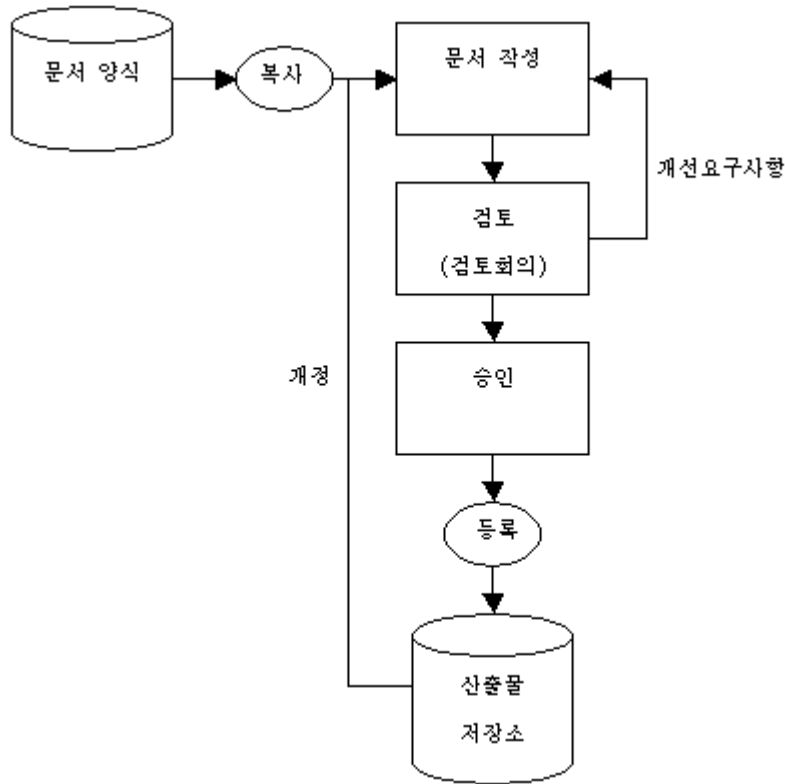 문서 양식
복사
문서 작성
개선요구사항
검토
(검토회의)
개정
승인
등록
산출물
저장소